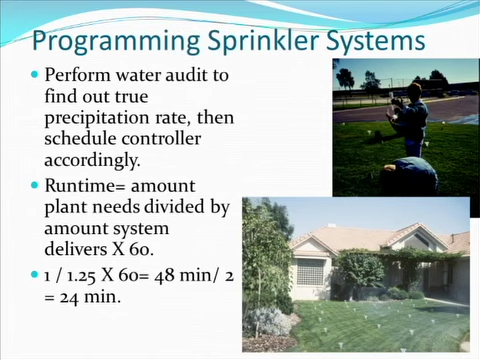 Programming Sprinkler Systems
Perform water audit to
find out true
precipitation rate, then
schedule controller
accordingly.
Runtime= amount
plant needs divided by
amount system
delivers X 60.
1 / 1.25 X 60= 48 min/ 2
= 24 min.